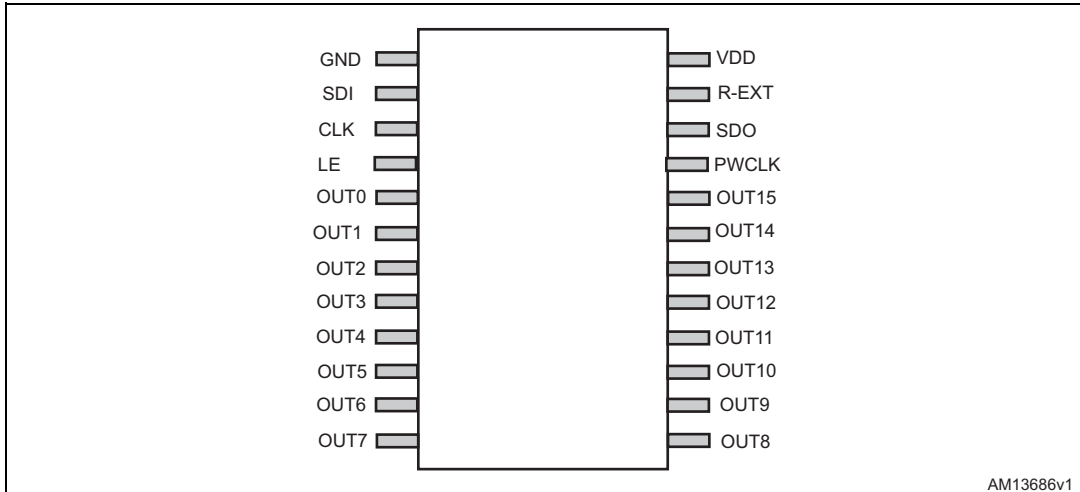 GND VDD
SDI R-EXT
CLK SDO
LE PWCLK
OUT0 OUT15
OUT1 OUT14
OUT2 OUT13
OUT3 OUT12
OUT4 OUT11
OUT5 OUT10
OUT6 OUT9
OUT7 OUT8
AM13686v1